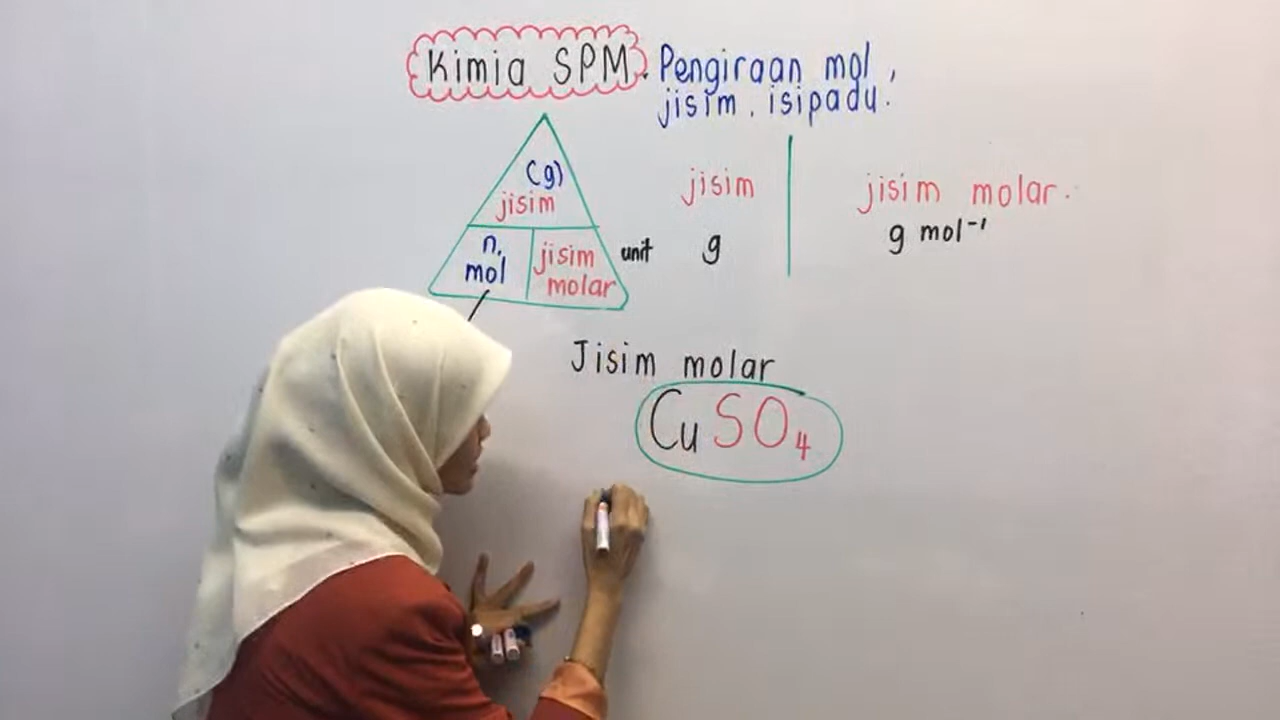 Kimia SPM. Pengiraan mol,
jisim, isipadu.
(g)
jisim
n,
mol
jisim
molar
unit
jisim
g
jisim molar.
g mol⁻¹
Jisim molar
CuSO₄